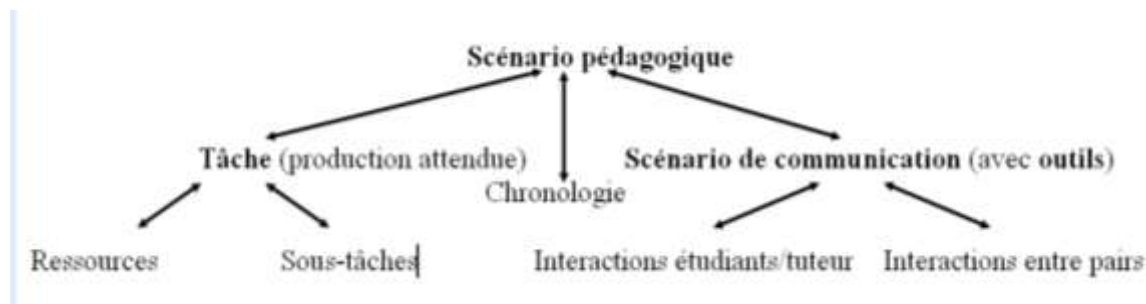 Scénario pédagogique
Tâche (production attendue)
Scénario de communication (avec outils)
Chronologie
Ressources
Sous-tâches
Interactions étudiants/tuteur
Interactions entre pairs